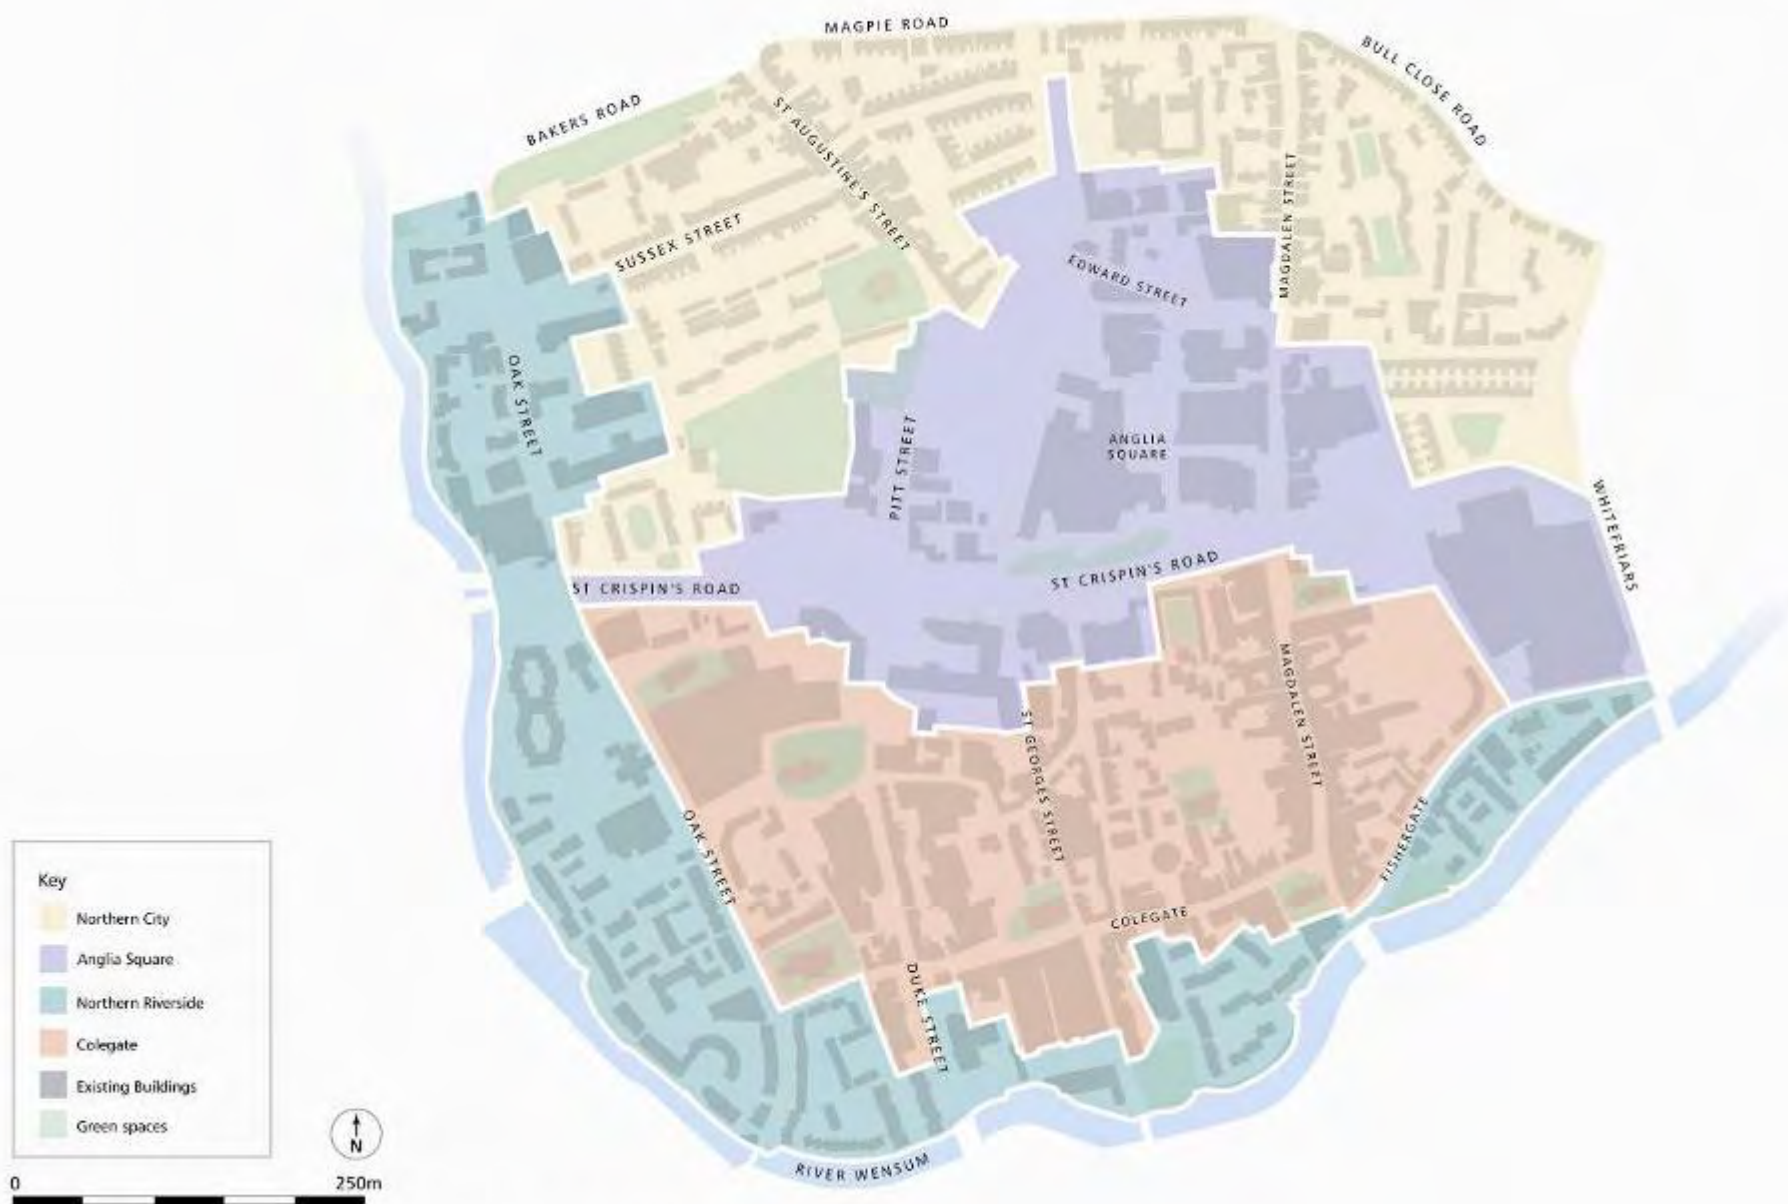 MAGPIE ROAD
BULL CLOSE ROAD
BAKERS ROAD
ST AUGUSTINE'S STREET
SUSSEX STREET
MAGDALEN STREET
EDWARD STREET
OAK STREET
PITT STREET
ANGLIA
SQUARE
WHITEFRIARS
ST CRISPIN'S ROAD
ST CRISPIN'S ROAD
MAGDALEN STREET
ST GEORGES STREET
OAK STREET
FISHERGATE
COLEGATE
DUKE STREET
RIVER WENSUM
Key
Northern City
Anglia Square
Northern Riverside
Colegate
Existing Buildings
Green spaces
N
0 250m